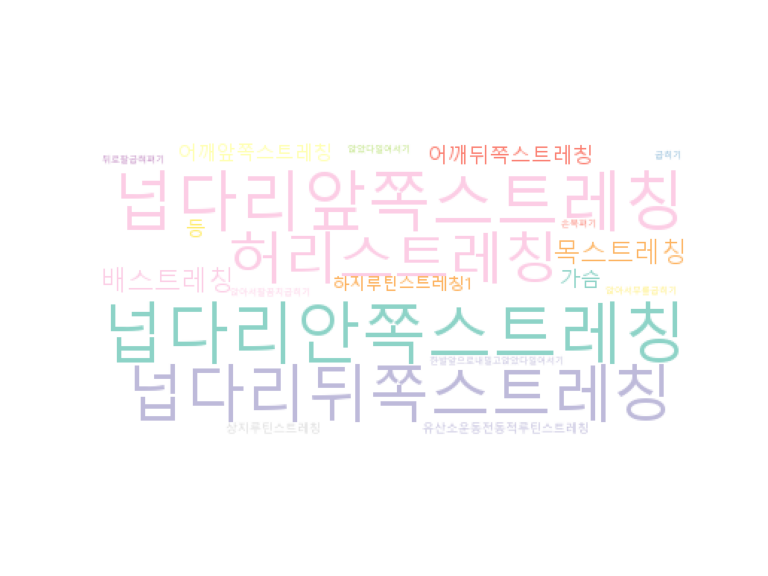 뒤로팔굽혀펴기 어깨앞쪽스트레칭 앉았다일어서기 어깨뒤쪽스트레칭 굽히기
넙다리앞쪽스트레칭
등 손목펴기
허리스트레칭 목스트레칭
배스트레칭 하지루틴스트레칭1 가슴
앉아서팔꿈치굽히기 앉아서무릎굽히기
넙다리안쪽스트레칭
한발앞으로내밀고앉았다일어서기
넙다리뒤쪽스트레칭
상지루틴스트레칭 유산소운동전동적루틴스트레칭